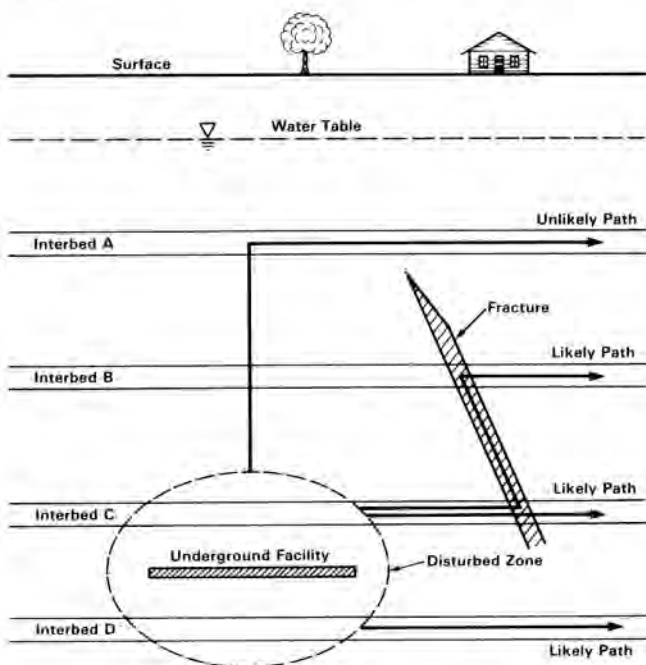 Surface
Water Table
Unlikely Path
Interbed A
Fracture
Likely Path
Interbed B
Likely Path
Interbed C
Underground Facility
Disturbed Zone
Interbed D
Likely Path